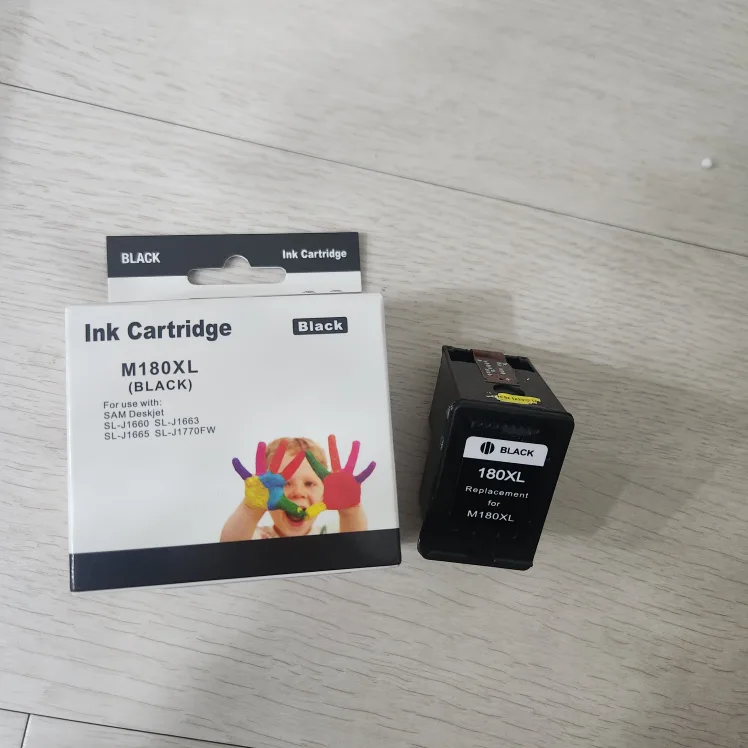 BLACK
Ink Cartridge
Ink Cartridge
Black
M180XL
(BLACK)
For use with:
SAM Deskjet
SL-J1660 SL-J1663
SL-J1665 SL-J1770FW
BLACK
180XL
Replacement
for
M180XL